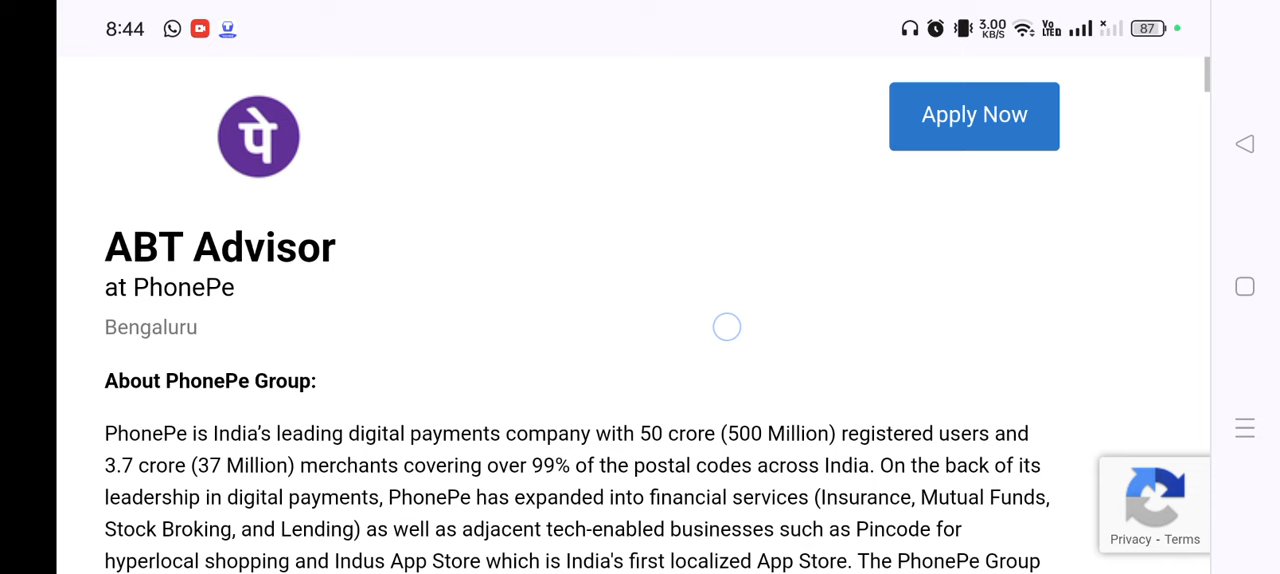 8:44 3.00 KB/S Vo LTED 87
पे
Apply Now
ABT Advisor
at PhonePe
Bengaluru
About PhonePe Group:
PhonePe is India’s leading digital payments company with 50 crore (500 Million) registered users and
3.7 crore (37 Million) merchants covering over 99% of the postal codes across India. On the back of its
leadership in digital payments, PhonePe has expanded into financial services (Insurance, Mutual Funds,
Stock Broking, and Lending) as well as adjacent tech-enabled businesses such as Pincode for
hyperlocal shopping and Indus App Store which is India's first localized App Store. The PhonePe Group
Privacy - Terms